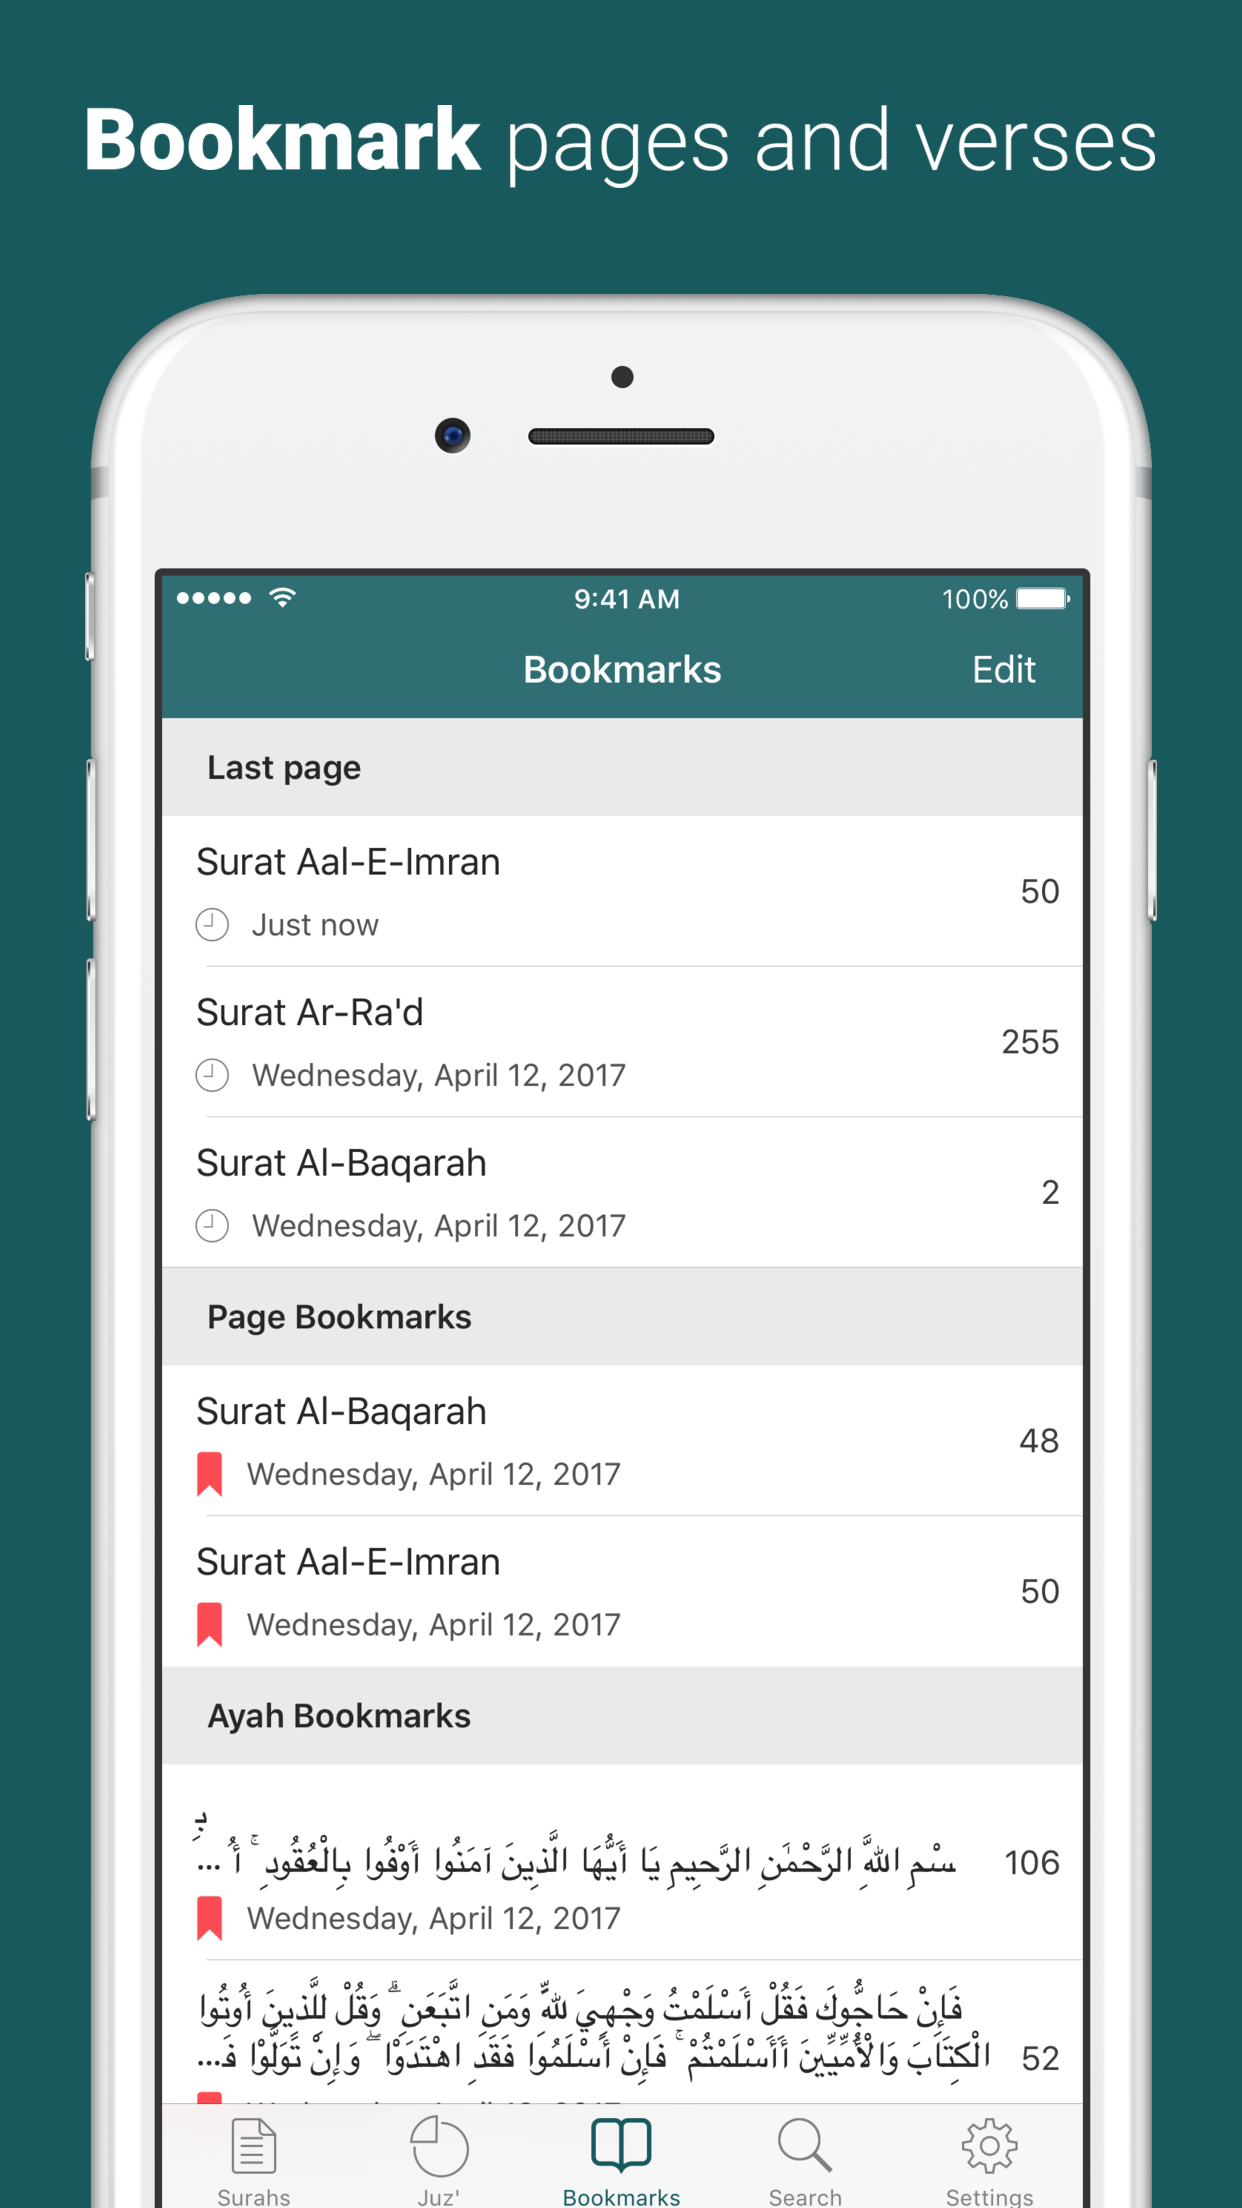 Bookmark pages and verses
9:41 AM
100%
Bookmarks
Edit
Last page
Surat Aal-E-Imran
50
Just now
Surat Ar-Ra'd
255
Wednesday, April 12, 2017
Surat Al-Baqarah
2
Wednesday, April 12, 2017
Page Bookmarks
Surat Al-Baqarah
48
Wednesday, April 12, 2017
Surat Aal-E-Imran
50
Wednesday, April 12, 2017
Ayah Bookmarks
بِسْمِ اللَّهِ الرَّحْمَٰنِ الرَّحِيمِ يَا أَيُّهَا الَّذِينَ آمَنُوا أَوْفُوا بِالْعُقُودِ ۚ أُ...
106
Wednesday, April 12, 2017
فَإِنْ حَاجُّوكَ فَقُلْ أَسْلَمْتُ وَجْهِيَ لِلَّهِ وَمَنِ اتَّبَعَنِ ۗ وَقُلْ لِلَّذِينَ أُوتُوا
الْكِتَابَ وَالْأُمِّيِّينَ أَأَسْلَمْتُمْ ۚ فَإِنْ أَسْلَمُوا فَقَدِ اهْتَدَوْا ۖ وَإِنْ تَوَلَّوْا فَ...
52
Surahs
Juz'
Bookmarks
Search
Settings